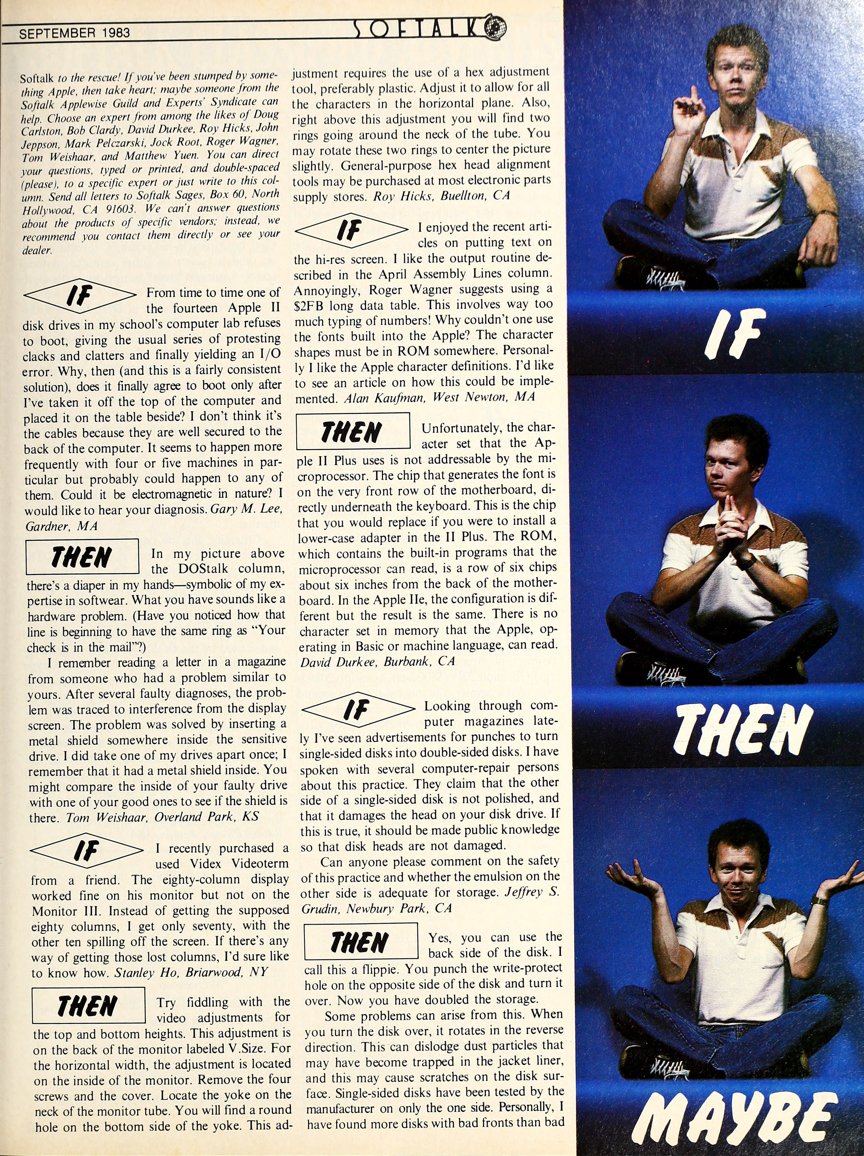 SEPTEMBER 1983
SOFTALK
Softalk to the rescue! If you've been stumped by some-
thing Apple, then take heart; maybe someone from the
Softalk Applewise Guild and Experts' Syndicate can
help. Choose an expert from among the likes of Doug
Carlston, Bob Clardy, David Durkee, Roy Hicks, John
Jeppson, Mark Pelczarski, Jock Root, Roger Wagner,
Tom Weishaar, and Matthew Yuen. You can direct
your questions, typed or printed, and double-spaced
(please), to a specific expert or just write to this col-
umn. Send all letters to Softalk Sages, Box 60, North
Hollywood, CA 91603. We can't answer questions
about the products of specific vendors; instead, we
recommend you contact them directly or see your
dealer.
IF
From time to time one of
the fourteen Apple II
disk drives in my school's computer lab refuses
to boot, giving the usual series of protesting
clacks and clatters and finally yielding an I/O
error. Why, then (and this is a fairly consistent
solution), does it finally agree to boot only after
I've taken it off the top of the computer and
placed it on the table beside? I don't think it's
the cables because they are well secured to the
back of the computer. It seems to happen more
frequently with four or five machines in par-
ticular but probably could happen to any of
them. Could it be electromagnetic in nature? I
would like to hear your diagnosis. Gary M. Lee,
Gardner, MA
THEN
In my picture above
the DOStalk column,
there's a diaper in my hands—symbolic of my ex-
pertise in softwear. What you have sounds like a
hardware problem. (Have you noticed how that
line is beginning to have the same ring as "Your
check is in the mail"?)
I remember reading a letter in a magazine
from someone who had a problem similar to
yours. After several faulty diagnoses, the prob-
lem was traced to interference from the display
screen. The problem was solved by inserting a
metal shield somewhere inside the sensitive
drive. I did take one of my drives apart once; I
remember that it had a metal shield inside. You
might compare the inside of your faulty drive
with one of your good ones to see if the shield is
there. Tom Weishaar, Overland Park, KS
IF
I recently purchased a
used Videx Videoterm
from a friend. The eighty-column display
worked fine on his monitor but not on the
Monitor III. Instead of getting the supposed
eighty columns, I get only seventy, with the
other ten spilling off the screen. If there's any
way of getting those lost columns, I'd sure like
to know how. Stanley Ho, Briarwood, NY
THEN
Try fiddling with the
video adjustments for
the top and bottom heights. This adjustment is
on the back of the monitor labeled V.Size. For
the horizontal width, the adjustment is located
on the inside of the monitor. Remove the four
screws and the cover. Locate the yoke on the
neck of the monitor tube. You will find a round
hole on the bottom side of the yoke. This ad-
justment requires the use of a hex adjustment
tool, preferably plastic. Adjust it to allow for all
the characters in the horizontal plane. Also,
right above this adjustment you will find two
rings going around the neck of the tube. You
may rotate these two rings to center the picture
slightly. General-purpose hex head alignment
tools may be purchased at most electronic parts
supply stores. Roy Hicks, Buellton, CA
IF
I enjoyed the recent arti-
cles on putting text on
the hi-res screen. I like the output routine de-
scribed in the April Assembly Lines column.
Annoyingly, Roger Wagner suggests using a
$2FB long data table. This involves way too
much typing of numbers! Why couldn't one use
the fonts built into the Apple? The character
shapes must be in ROM somewhere. Personal-
ly I like the Apple character definitions. I'd like
to see an article on how this could be imple-
mented. Alan Kaufman, West Newton, MA
THEN
Unfortunately, the char-
acter set that the Ap-
ple II Plus uses is not addressable by the mi-
croprocessor. The chip that generates the font is
on the very front row of the motherboard, di-
rectly underneath the keyboard. This is the chip
that you would replace if you were to install a
lower-case adapter in the II Plus. The ROM,
which contains the built-in programs that the
microprocessor can read, is a row of six chips
about six inches from the back of the mother-
board. In the Apple IIe, the configuration is dif-
ferent but the result is the same. There is no
character set in memory that the Apple, op-
erating in Basic or machine language, can read.
David Durkee, Burbank, CA
IF
Looking through com-
puter magazines late-
ly I've seen advertisements for punches to turn
single-sided disks into double-sided disks. I have
spoken with several computer-repair persons
about this practice. They claim that the other
side of a single-sided disk is not polished, and
that it damages the head on your disk drive. If
this is true, it should be made public knowledge
so that disk heads are not damaged.
Can anyone please comment on the safety
of this practice and whether the emulsion on the
other side is adequate for storage. Jeffrey S.
Grudin, Newbury Park, CA
THEN
Yes, you can use the
back side of the disk. I
call this a flippie. You punch the write-protect
hole on the opposite side of the disk and turn it
over. Now you have doubled the storage.
Some problems can arise from this. When
you turn the disk over, it rotates in the reverse
direction. This can dislodge dust particles that
may have become trapped in the jacket liner,
and this may cause scratches on the disk sur-
face. Single-sided disks have been tested by the
manufacturer on only the one side. Personally, I
have found more disks with bad fronts than bad
IF
THEN
MAYBE